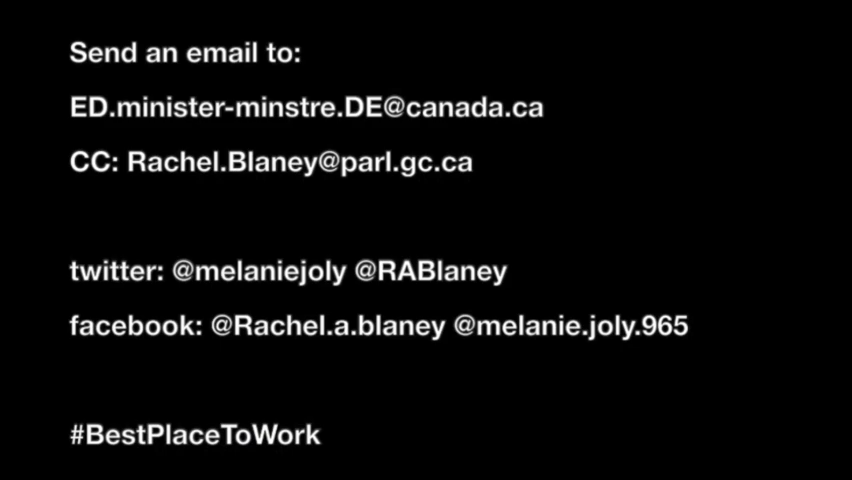 Send an email to:
ED.minister-minstre.DE@canada.ca
CC: Rachel.Blaney@parl.gc.ca
twitter: @melaniejoly @RABlaney
facebook: @Rachel.a.blaney @melanie.joly.965
#BestPlaceToWork